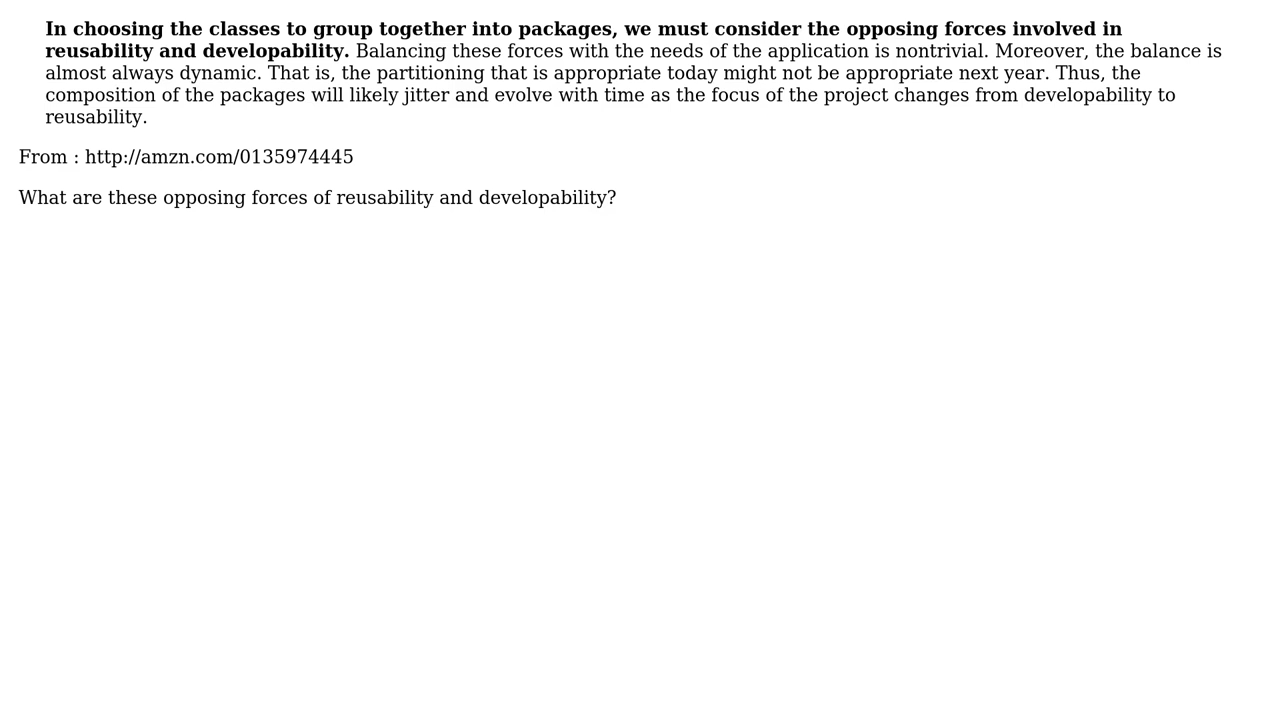 In choosing the classes to group together into packages, we must consider the opposing forces involved in
reusability and developability. Balancing these forces with the needs of the application is nontrivial. Moreover, the balance is
almost always dynamic. That is, the partitioning that is appropriate today might not be appropriate next year. Thus, the
composition of the packages will likely jitter and evolve with time as the focus of the project changes from developability to
reusability.
From : http://amzn.com/0135974445
What are these opposing forces of reusability and developability?